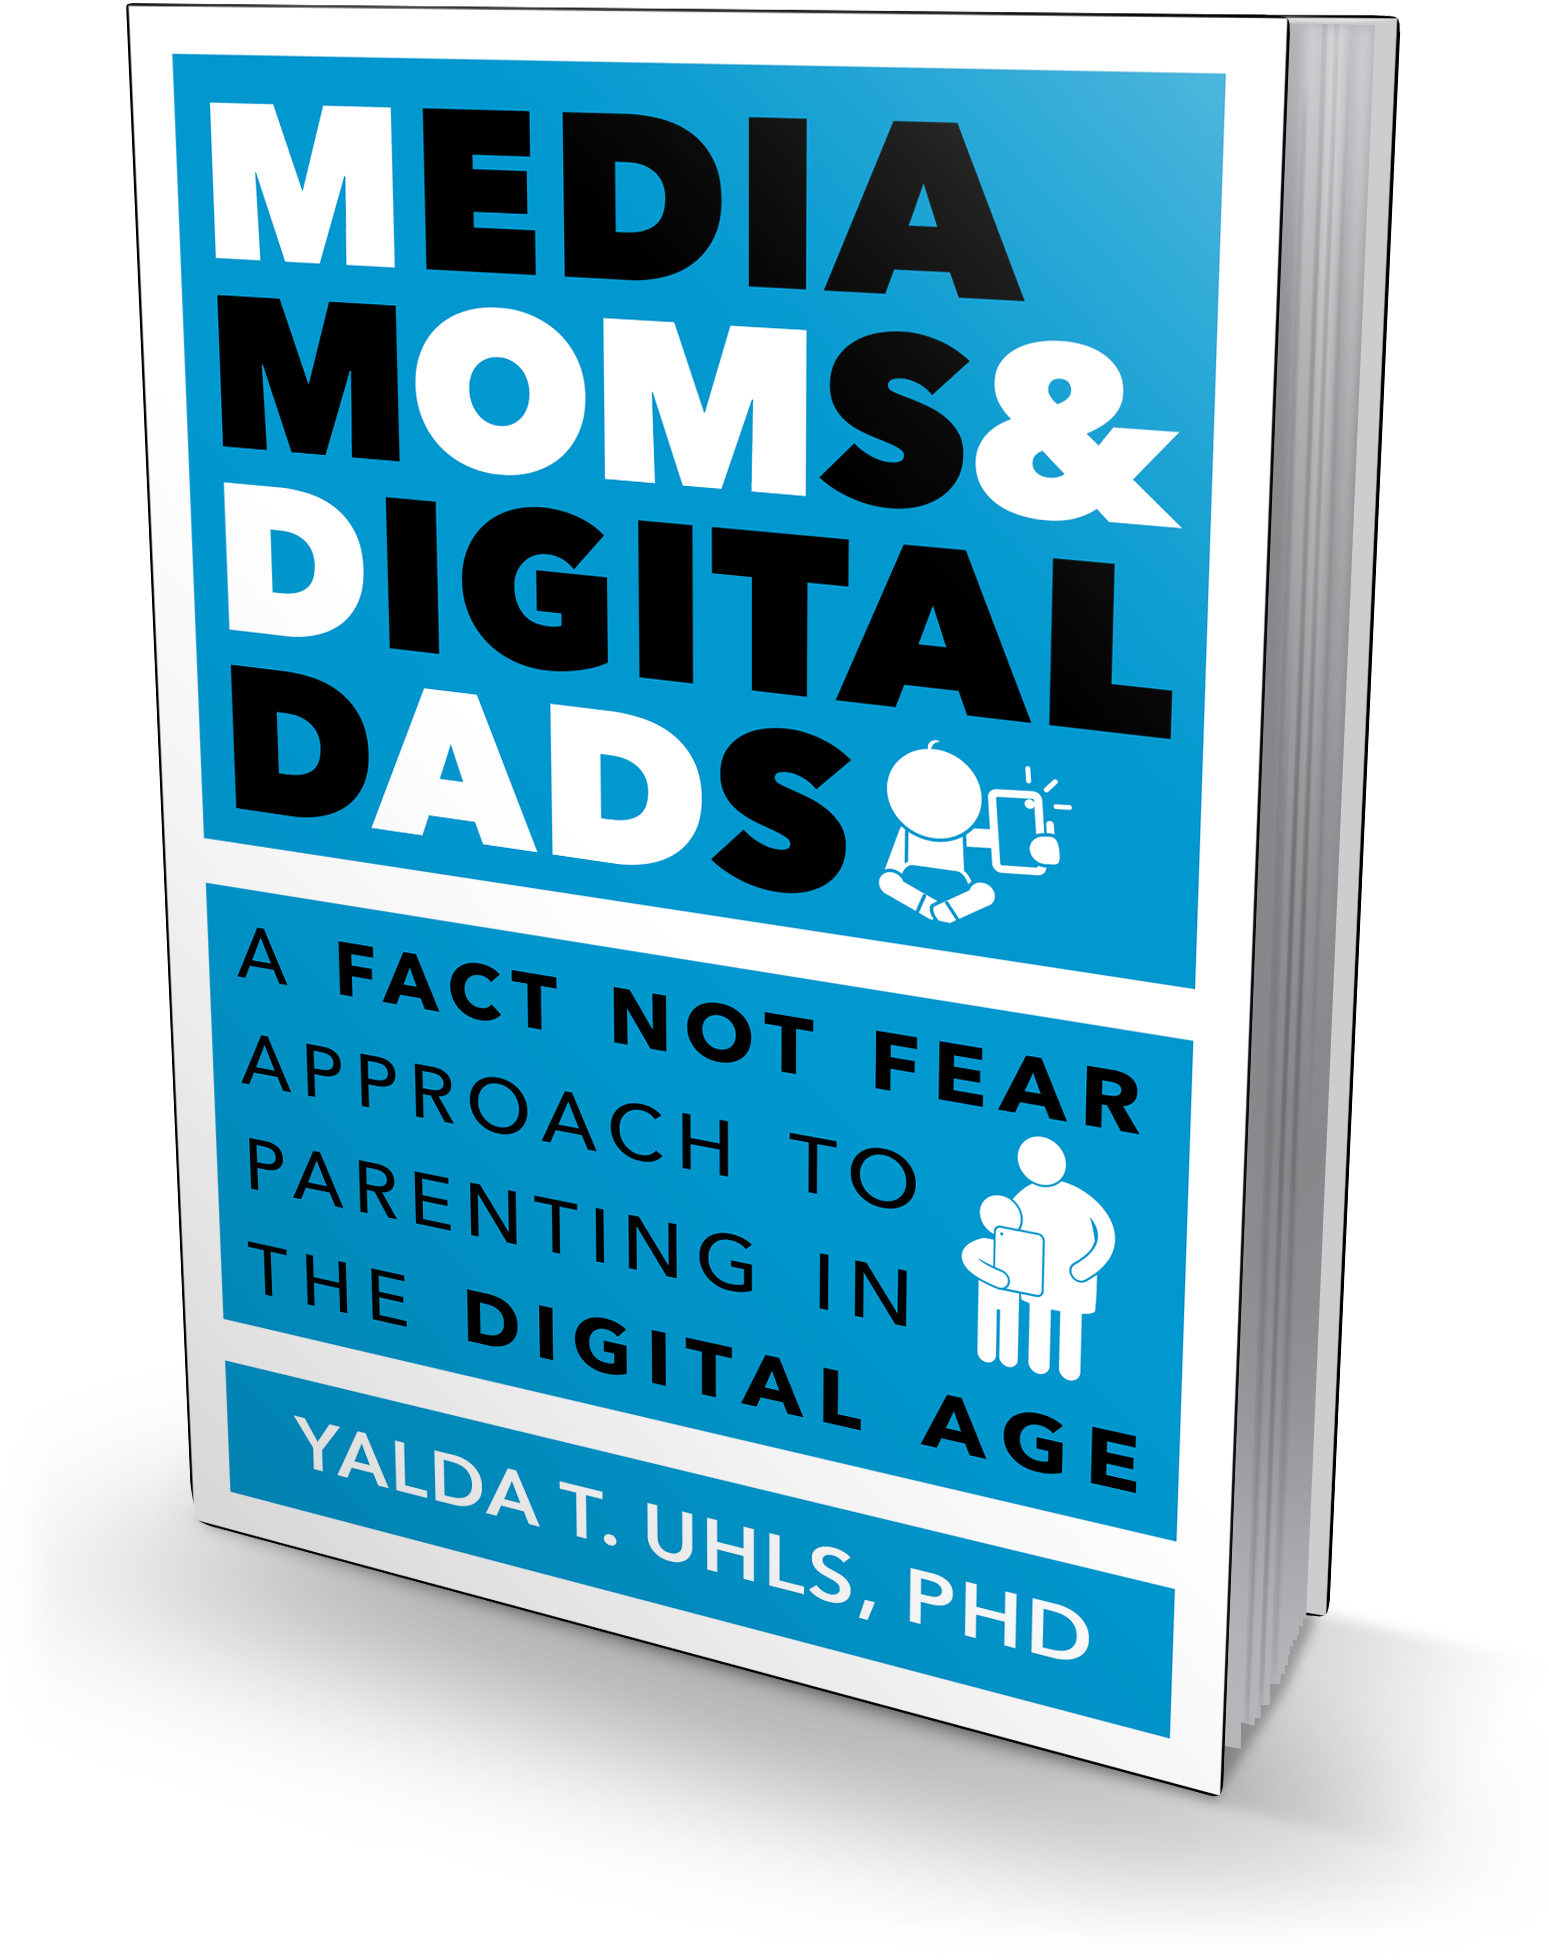 MEDIA
MOMS&
DIGITAL
DADS
A FACT NOT FEAR
APPROACH TO
PARENTING IN
THE DIGITAL AGE
YALDA T. UHLS, PHD